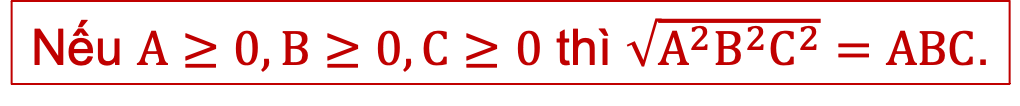 Nếu A ≥ 0, B ≥ 0, C ≥ 0 thì √A²B²C² = ABC.